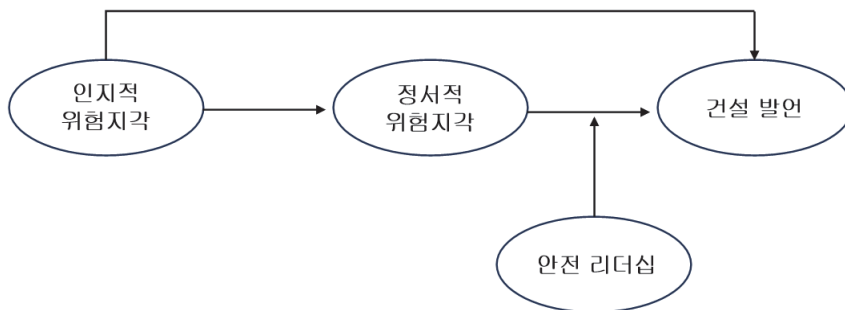 인지적
위험지각
정서적
위험지각
건설 발언
안전 리더십